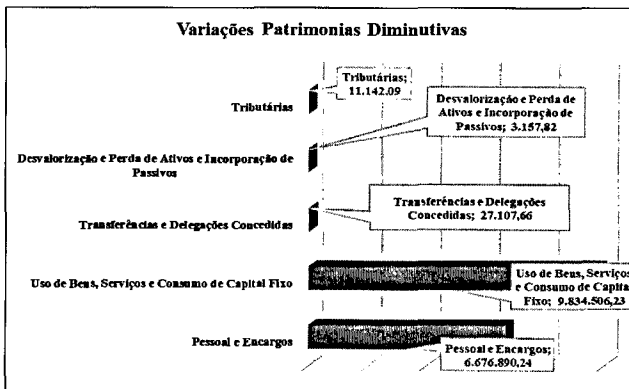 Variações Patrimonias Diminutivas
Tributárias;
11.142.09
Tributárias
Desvalorização e Perda de
Ativos e Incorporação de
Passivos; 3.157,82
Desvalorização e Perda de Ativos e Incorporação de
Passivos
Transferências e Delegações
Concedidas; 27.107,66
Transferências e Delegações Concedidas
Uso de Bens, Serviços
e Consumo de Capital
Fixo; 9.834.506,23
Uso de Bens, Serviços e Consumo de Capital Fixo
Pessoal e Encargos
Pessoal e Encargos;
6.676.890,24